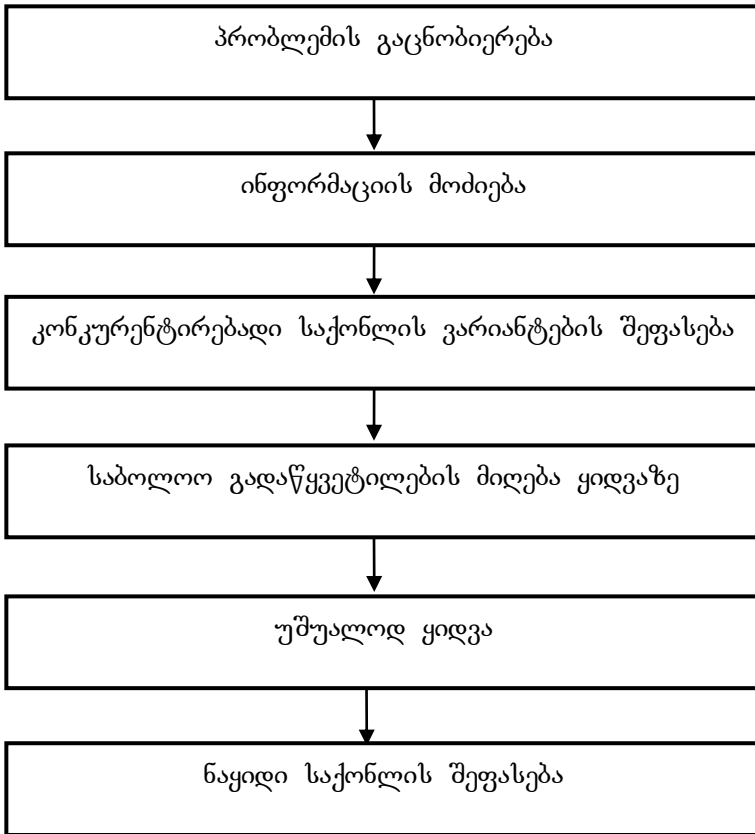 პრობლემის გაცნობიერება
ინფორმაციის მოძიება
კონკურენტირებადი საქონლის ვარიანტების შეფასება
საბოლოო გადაწყვეტილების მიღება ყიდვაზე
უშუალოდ ყიდვა
ნაყიდი საქონლის შეფასება